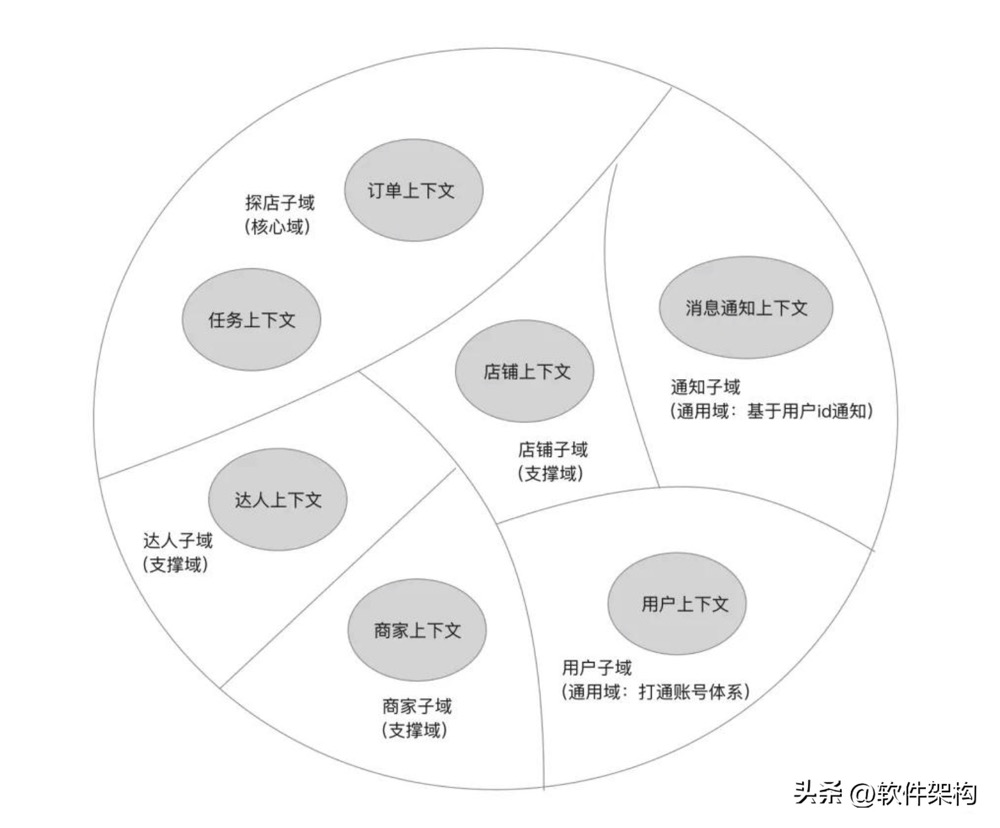 订单上下文
探店子域
(核心域)
任务上下文
消息通知上下文
店铺上下文
通知子域
(通用域：基于用户id通知)
店铺子域
(支撑域)
达人上下文
达人子域
(支撑域)
用户上下文
商家上下文
用户子域
(通用域：打通账号体系)
商家子域
(支撑域)
头条 @软件架构